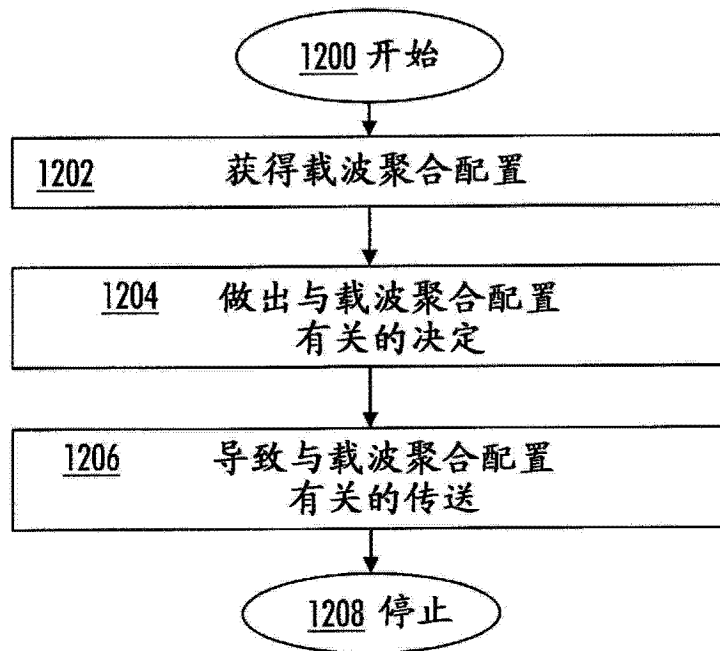 1200 开始
1202 获得载波聚合配置
1204 做出与载波聚合配置
有关的决定
1206 导致与载波聚合配置
有关的传送
1208 停止